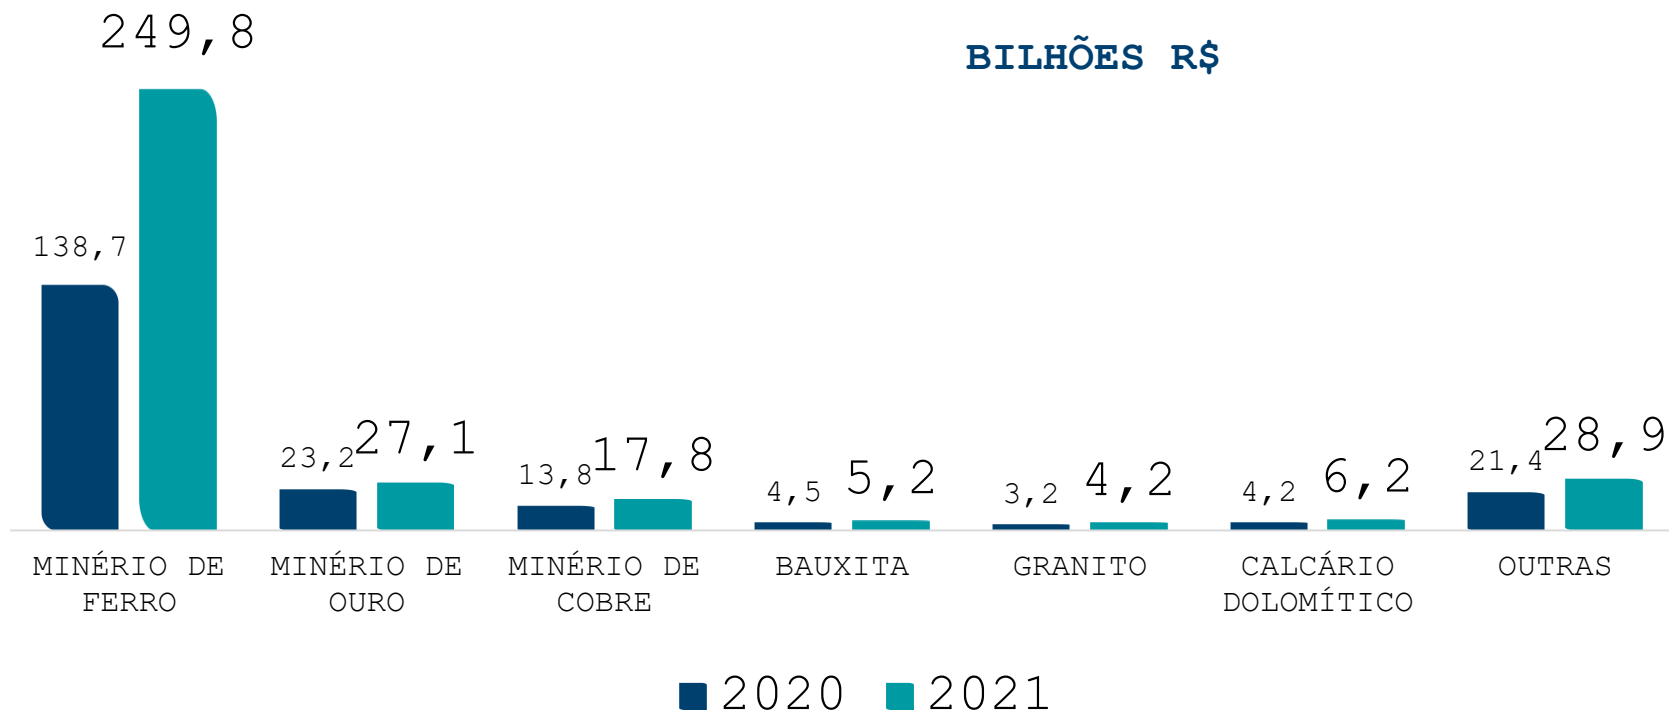 BILHÕES R$
249,8
138,7
23,2
27,1
13,8
17,8
4,5
5,2
3,2
4,2
4,2
6,2
21,4
28,9
MINÉRIO DE
FERRO
MINÉRIO DE
OURO
MINÉRIO DE
COBRE
BAUXITA
GRANITO
CALCÁRIO
DOLOMÍTICO
OUTRAS
2020
2021